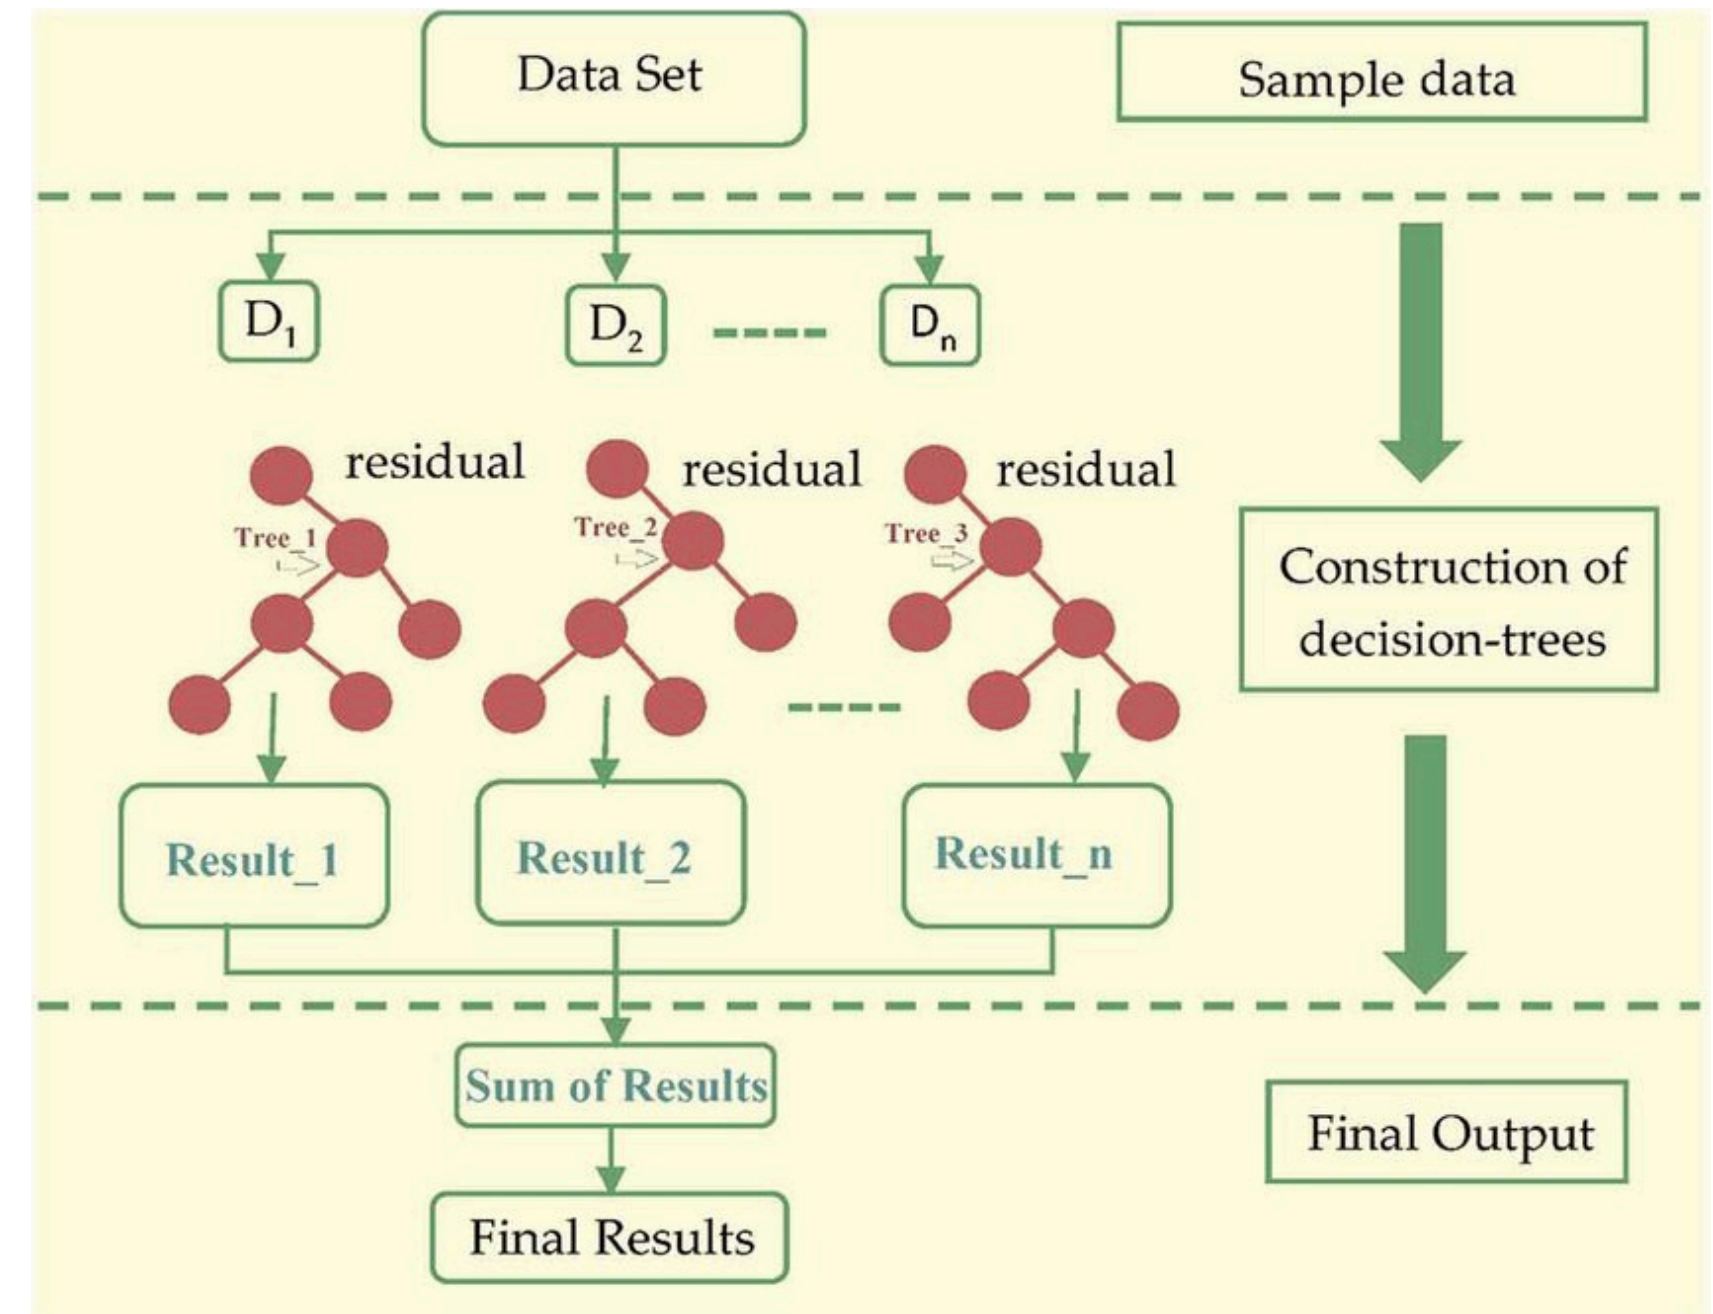 Data Set
Sample data
D1
D2
Dn
residual
residual
residual
Tree_1
Tree_2
Tree_3
Construction of
decision-trees
Result_1
Result_2
Result_n
Sum of Results
Final Output
Final Results